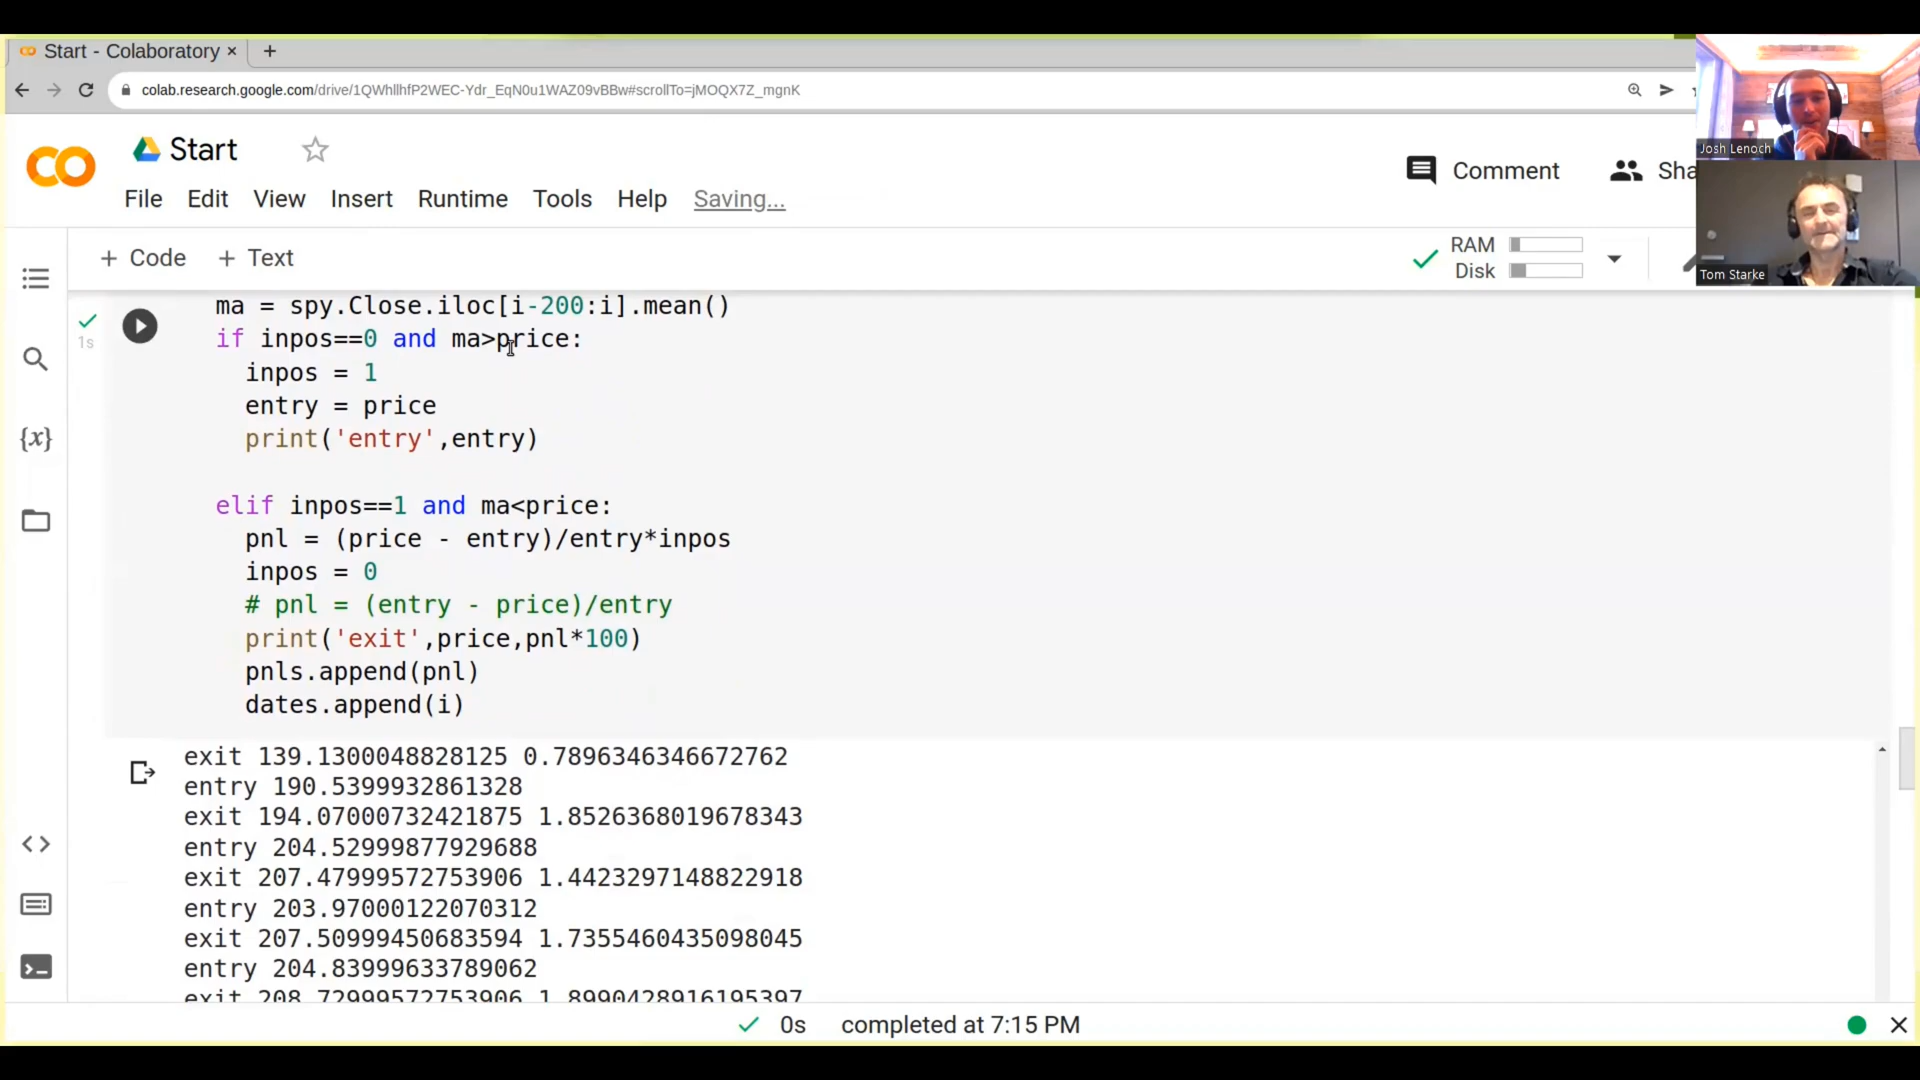 Start - Colaboratory
colab.research.google.com/drive/1QWhllhfP2WEC-Ydr_EqN0u1WAZ09vBBw#scrollTo=jMOQX7Z_mgnK
Josh Lenoch
Start
Comment
Sha
File Edit View Insert Runtime Tools Help Saving...
Tom Starke
+ Code + Text
RAM
Disk
ma = spy.Close.iloc[i-200:i].mean()
1s
if inpos==0 and ma>price:
inpos = 1
entry = price
{x}
print('entry',entry)
elif inpos==1 and ma<price:
pnl = (price - entry)/entry*inpos
inpos = 0
# pnl = (entry - price)/entry
print('exit',price,pnl*100)
pnls.append(pnl)
dates.append(i)
exit 139.1300048828125 0.7896346346672762
entry 190.5399932861328
exit 194.07000732421875 1.8526368019678343
entry 204.52999877929688
exit 207.47999572753906 1.4423297148822918
entry 203.97000122070312
exit 207.50999450683594 1.7355460435098045
entry 204.83999633789062
exit 208.72999572753906 1.8990428916195397
0s completed at 7:15 PM